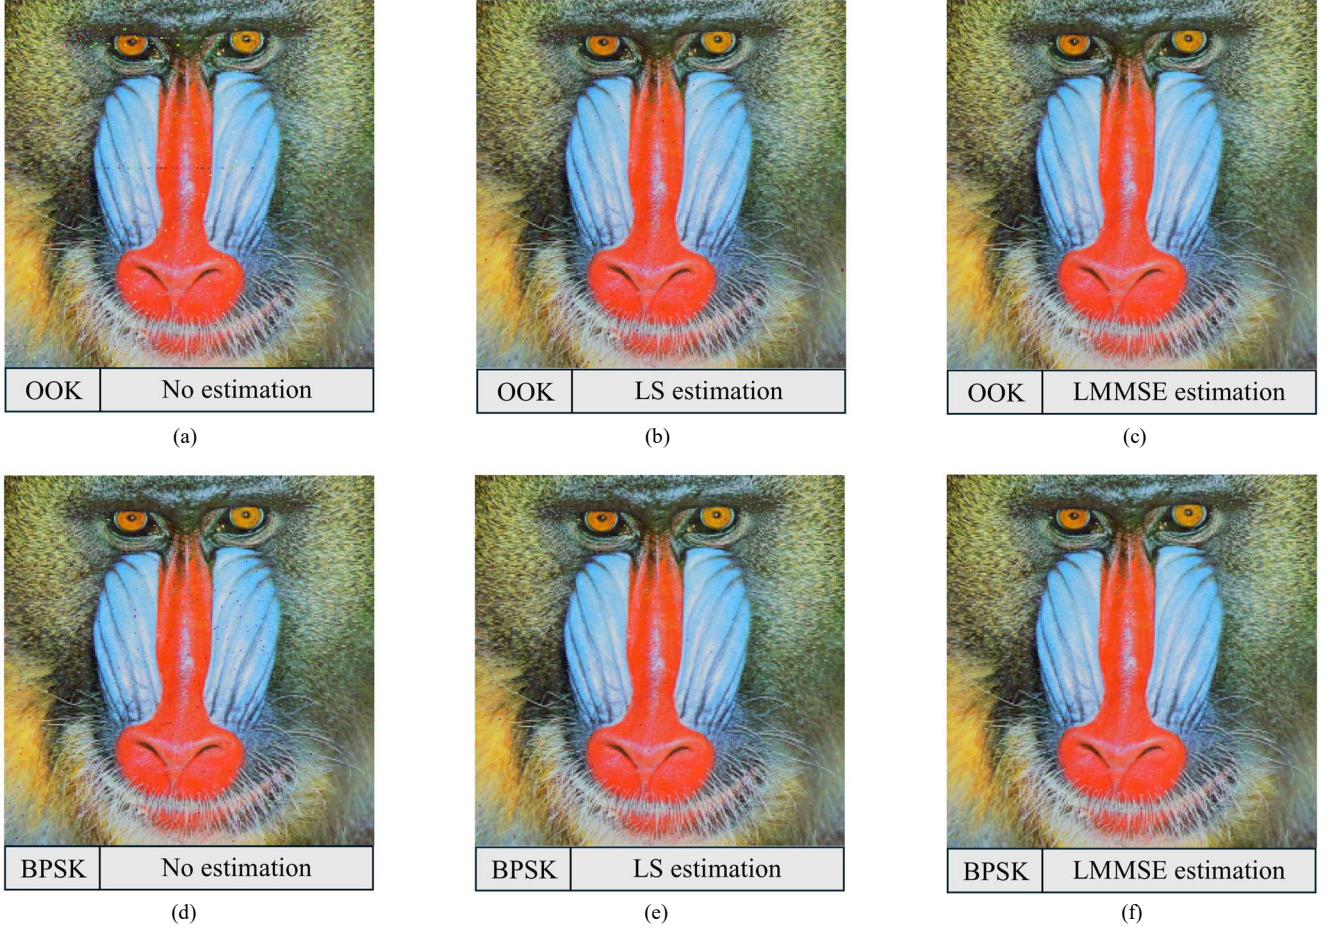 OOK No estimation
OOK LS estimation
OOK LMMSE estimation
(a)
(b)
(c)
BPSK No estimation
BPSK LS estimation
BPSK LMMSE estimation
(d)
(e)
(f)